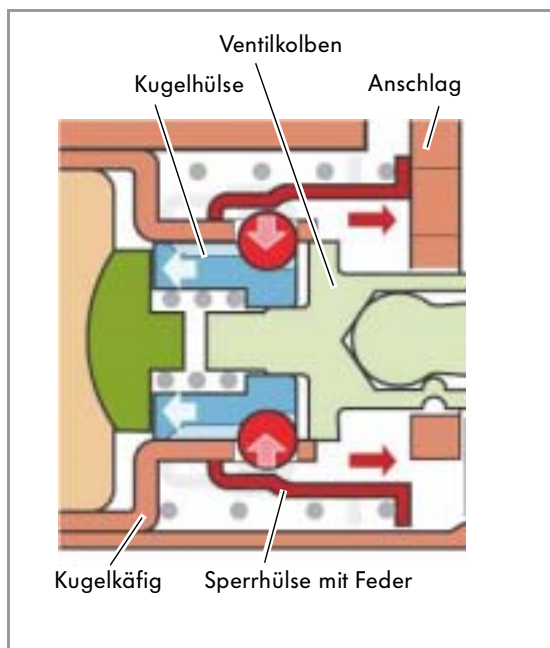 Ventilkolben
Kugelhülse
Anschlag
Kugelkäfig
Sperrhülse mit Feder